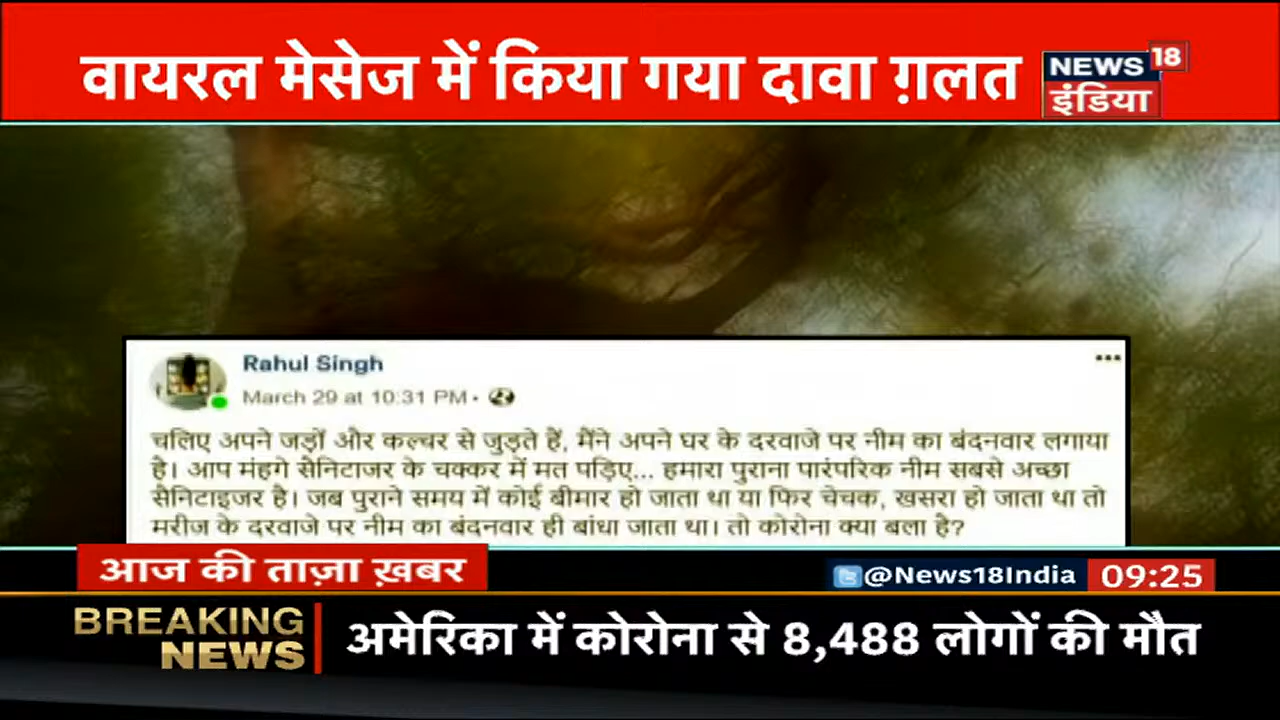 वायरल मेसेज में किया गया दावा ग़लत
NEWS 18
इंडिया
Rahul Singh
March 29 at 10:31 PM
चलिए अपने जड़ों और कल्चर से जुड़ते हैं, मैंने अपने घर के दरवाजे पर नीम का बंदनवार लगाया
है। आप मंहगे सैनिटाजर के चक्कर में मत पड़िए... हमारा पुराना पारंपरिक नीम सबसे अच्छा
सेनिटाइजर है। जब पुराने समय में कोई बीमार हो जाता था या फिर चेचक, खसरा हो जाता था तो
मरीज के दरवाजे पर नीम का बंदनवार ही बांधा जाता था। तो कोरोना क्या बला है?
आज की ताज़ा ख़बर
@News18India 09:25
BREAKING
NEWS
अमेरिका में कोरोना से 8,488 लोगों की मौत